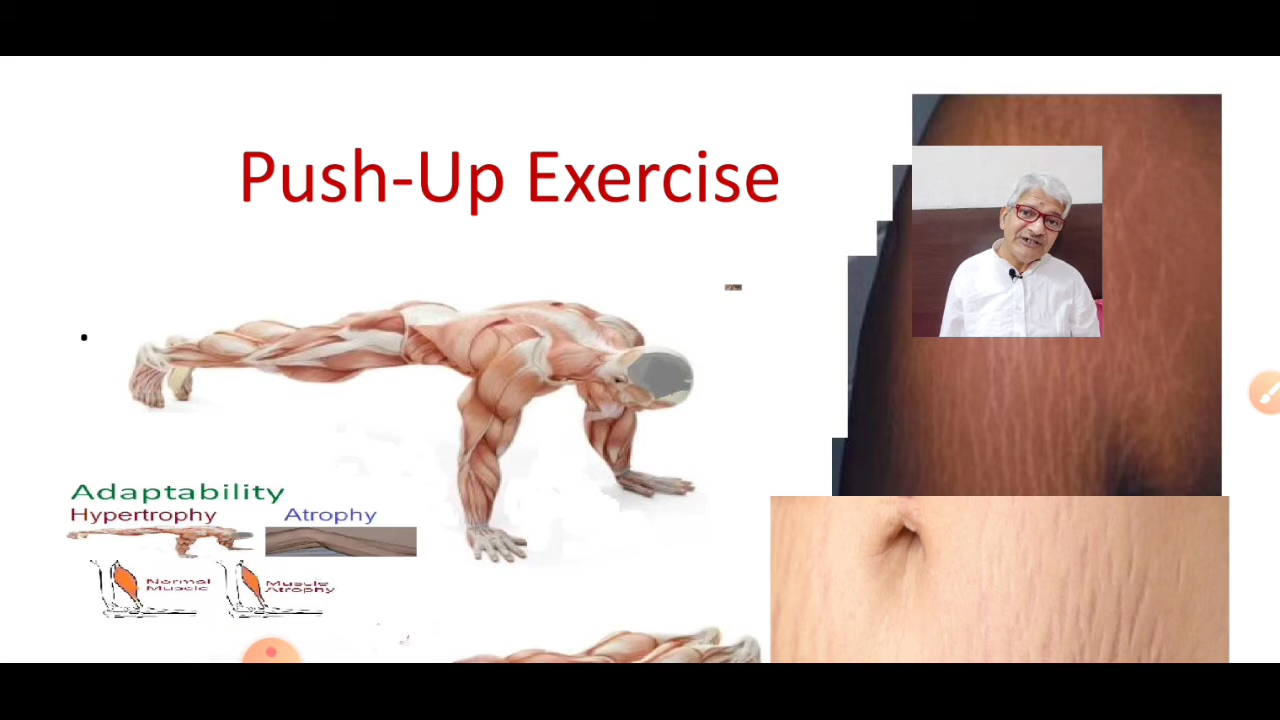 Push-Up Exercise
Adaptability
Hypertrophy Atrophy
Normal Muscle
Muscle Atrophy